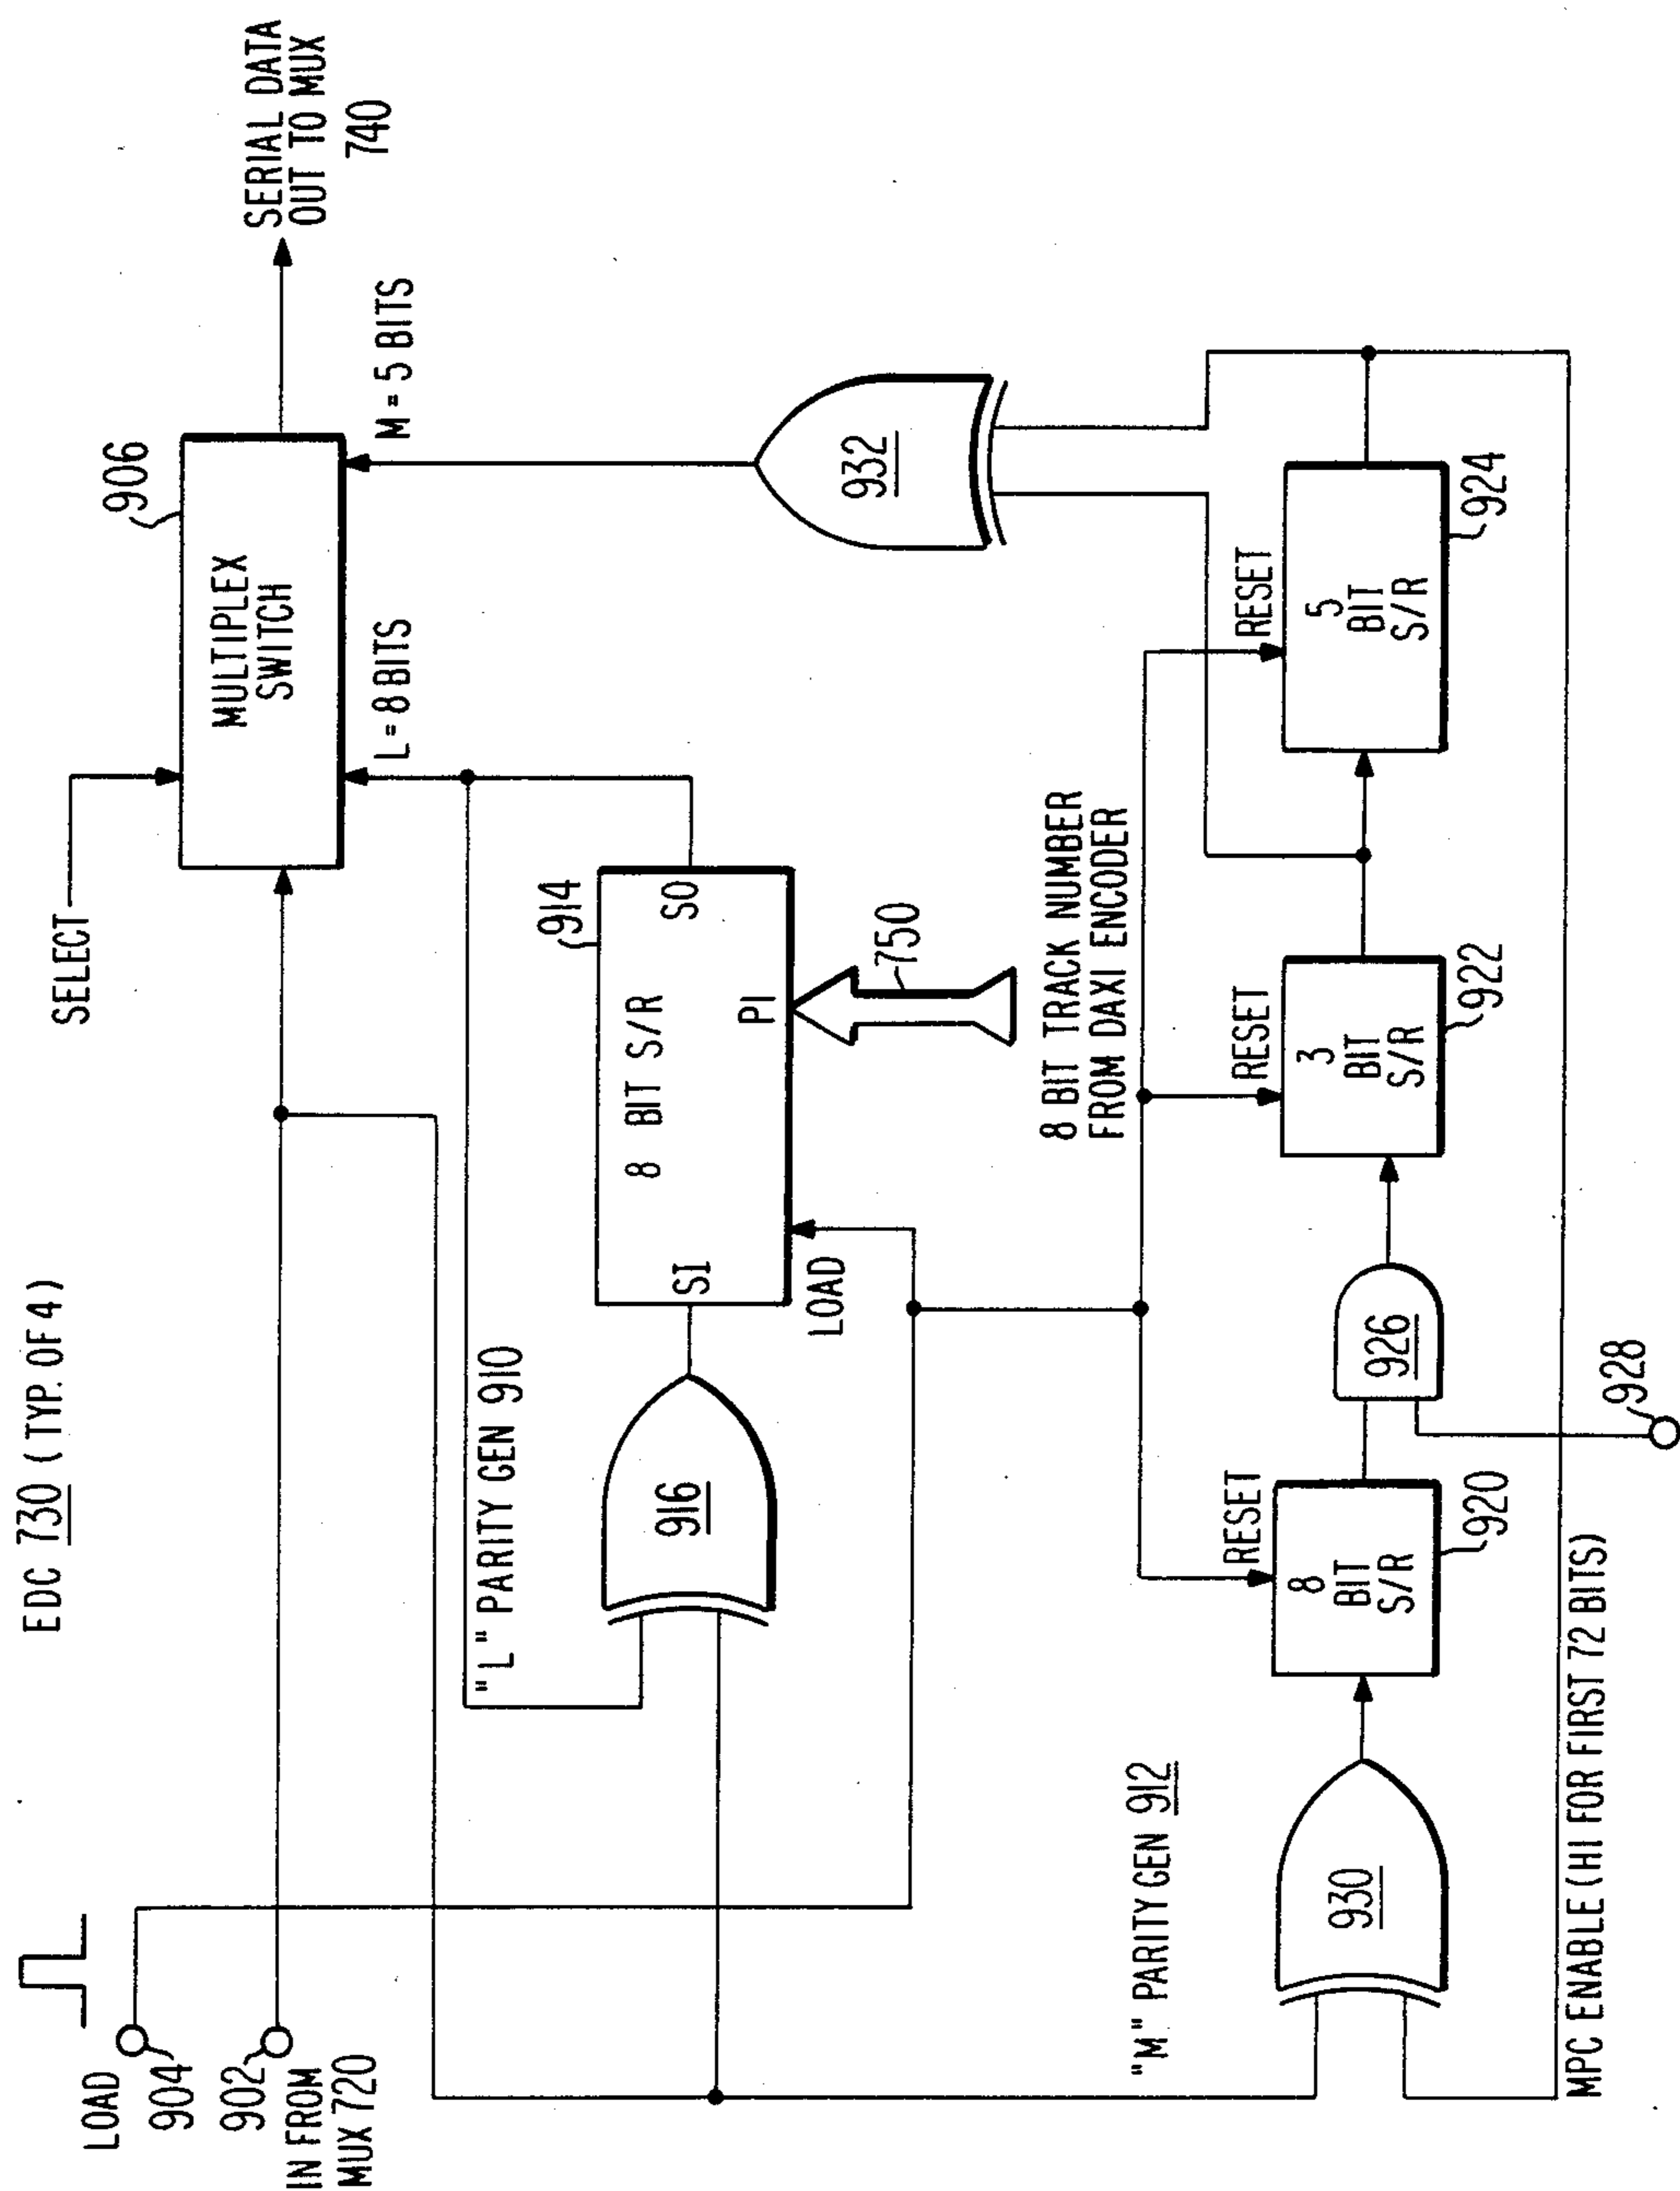 EDC 730 (TYP. OF 4)
LOAD
904
902
IN FROM
MUX 720
SELECT
MULTIPLEX
SWITCH
906
SERIAL DATA
OUT TO MUX
740
L = 8 BITS
M = 5 BITS
"L" PARITY GEN 910
916
SI
8 BIT S/R
SO
914
LOAD
PI
750
932
8 BIT TRACK NUMBER
FROM DAXI ENCODER
"M" PARITY GEN 912
930
RESET
8
BIT
S/R
920
926
928
RESET
3
BIT
S/R
922
RESET
5
BIT
S/R
924
MPC ENABLE (HI FOR FIRST 72 BITS)